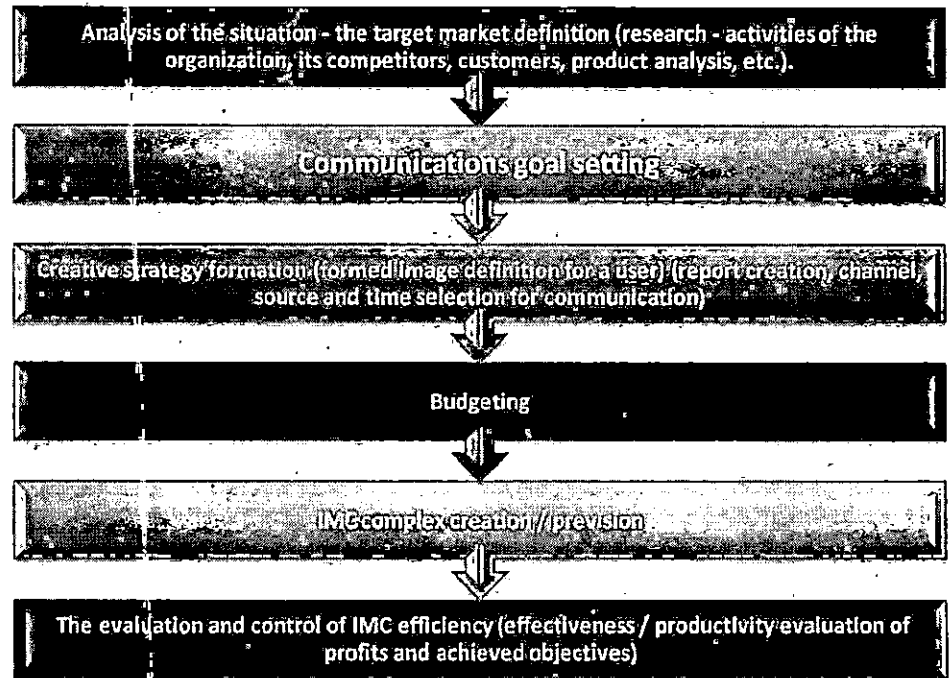 Analysis of the situation - the target market definition (research - activities of the
organization, its competitors, customers, product analysis, etc.).
Communications goal setting
Creative strategy formation (formed image definition for a user) (report creation, channel,
source and time selection for communication)
Budgeting
IMC complex creation / prevision
The evaluation and control of IMC efficiency (effectiveness / productivity evaluation of
profits and achieved objectives)